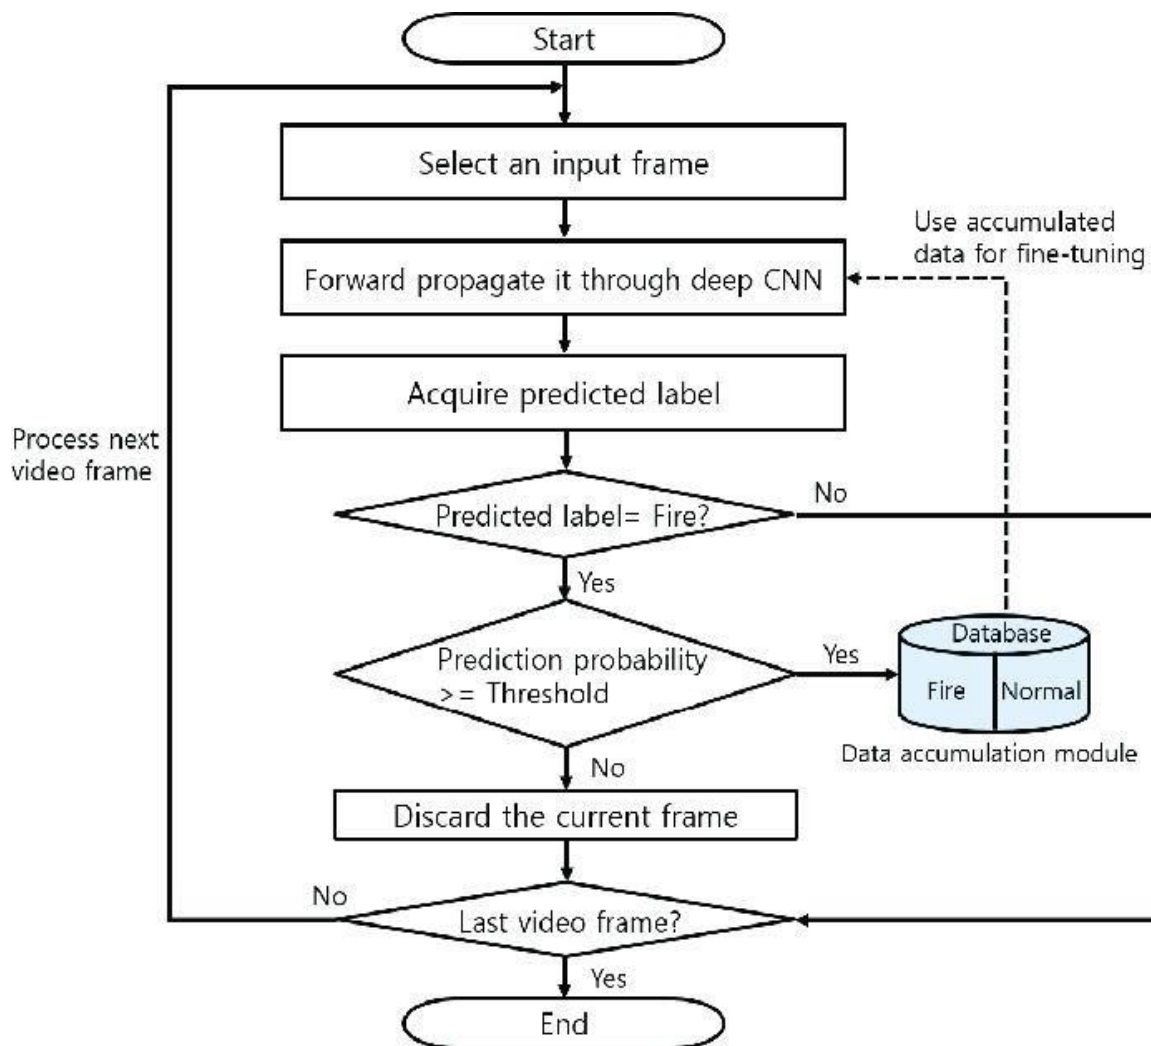 Start
Select an input frame
Use accumulated
data for fine-tuning
Forward propagate it through deep CNN
Acquire predicted label
Process next
video frame
Predicted label= Fire?
No
Yes
Prediction probability
>= Threshold
Yes
Database
Fire
Normal
Data accumulation module
No
Discard the current frame
No
Last video frame?
Yes
End